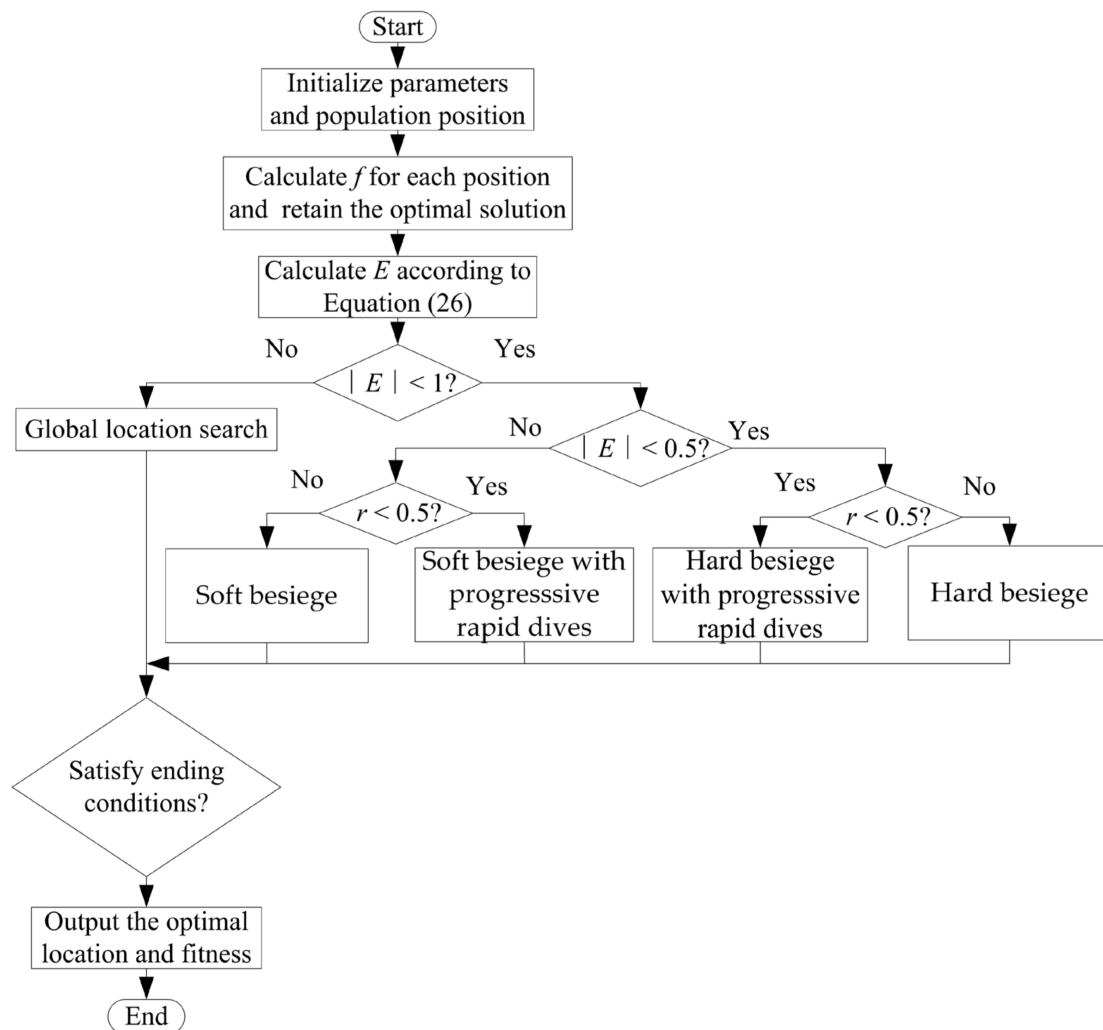 Start
Initialize parameters
and population position
Calculate f for each position
and retain the optimal solution
Calculate E according to
Equation (26)
No
Yes
| E | < 1?
Global location search
No
Yes
| E | < 0.5?
No
Yes
r < 0.5?
Yes
No
r < 0.5?
Soft besiege
Soft besiege with
progresssive
rapid dives
Hard besiege
with progresssive
rapid dives
Hard besiege
Satisfy ending
conditions?
Output the optimal
location and fitness
End